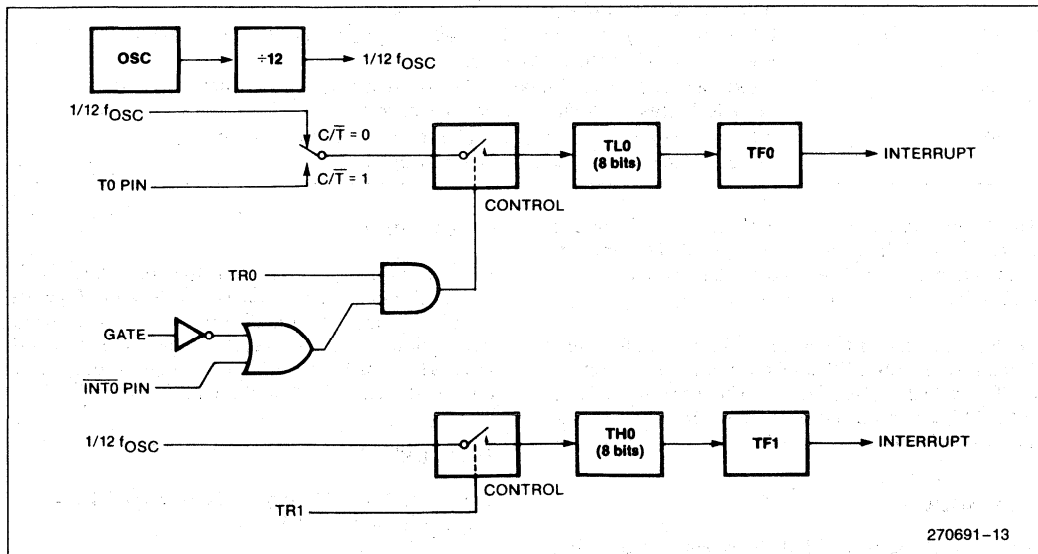 OSC
÷12
1/12 fOSC
1/12 fOSC
C/T̅ = 0
T0 PIN
C/T̅ = 1
CONTROL
TL0
(8 bits)
TF0
INTERRUPT
TR0
GATE
I̅N̅T̅0̅ PIN
1/12 fOSC
CONTROL
TH0
(8 bits)
TF1
INTERRUPT
TR1
270691–13